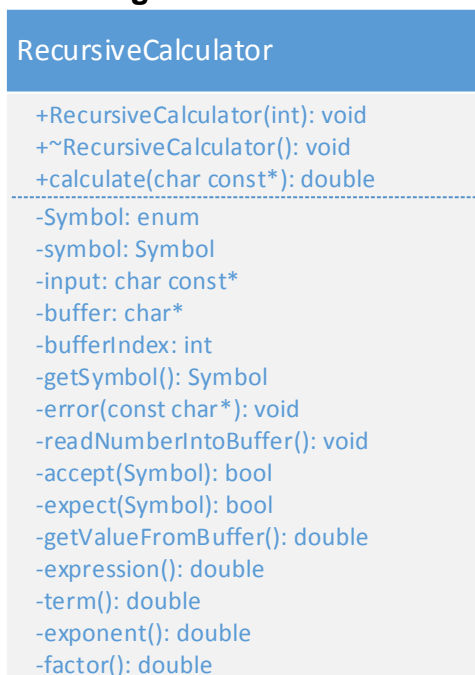 RecursiveCalculator
+RecursiveCalculator(int): void
+~RecursiveCalculator(): void
+calculate(char const*): double
-Symbol: enum
-symbol: Symbol
-input: char const*
-buffer: char*
-bufferIndex: int
-getSymbol(): Symbol
-error(const char*): void
-readNumberIntoBuffer(): void
-accept(Symbol): bool
-expect(Symbol): bool
-getValueFromBuffer(): double
-expression(): double
-term(): double
-exponent(): double
-factor(): double